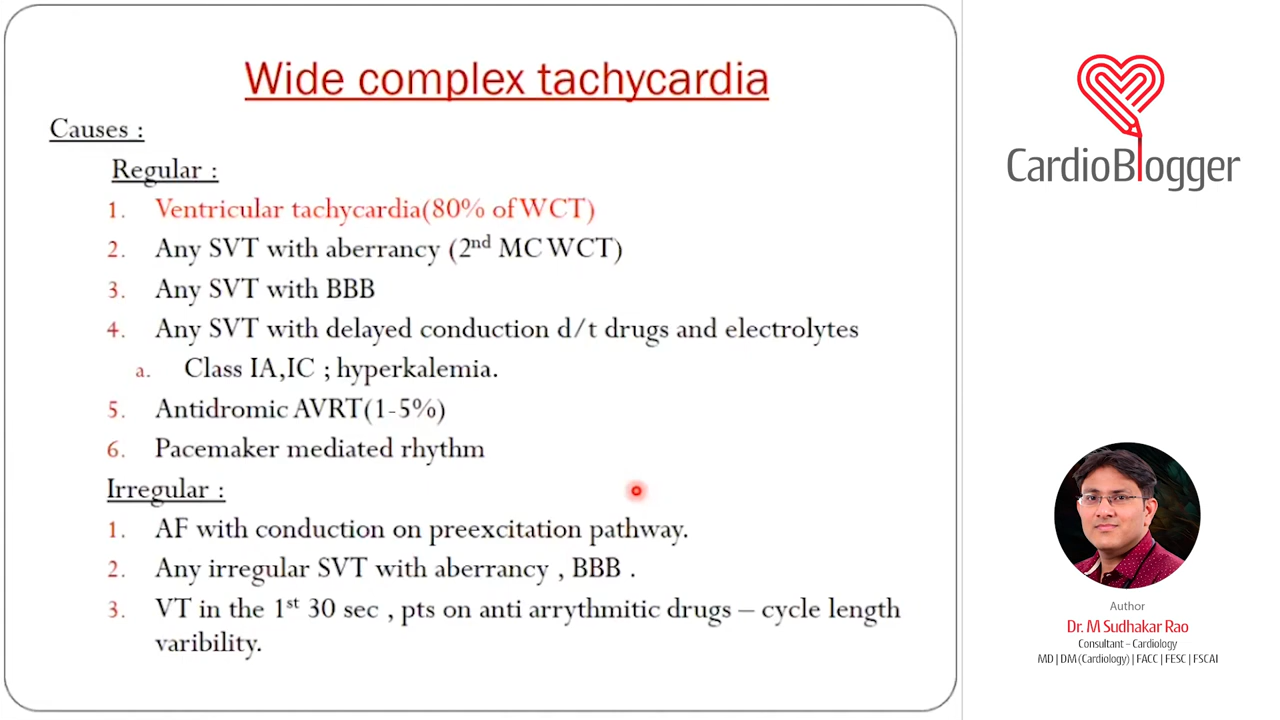 Wide complex tachycardia
Causes :
Regular :
1. Ventricular tachycardia(80% of WCT)
2. Any SVT with aberrancy (2nd MC WCT)
3. Any SVT with BBB
4. Any SVT with delayed conduction d/t drugs and electrolytes
a. Class IA,IC ; hyperkalemia.
5. Antidromic AVRT(1-5%)
6. Pacemaker mediated rhythm
Irregular :
1. AF with conduction on preexcitation pathway.
2. Any irregular SVT with aberrancy , BBB .
3. VT in the 1st 30 sec , pts on anti arrythmitic drugs – cycle length
varibility.
CardioBlogger
Author
Dr. M Sudhakar Rao
Consultant – Cardiology
MD | DM (Cardiology) | FACC | FESC | FSCAI